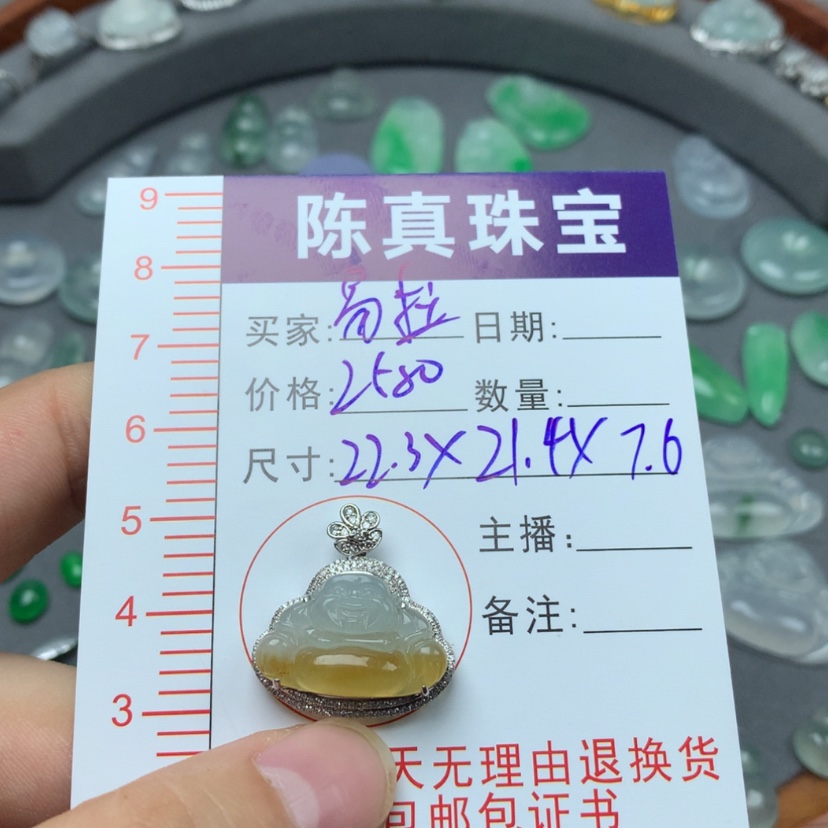 陈真珠宝
买家: 日期:
价格:2580 数量:
尺寸:22.3X21.4X7.6
主播:
备注:
天无理由退换货
包邮包证书
9
8
7
6
5
4
3